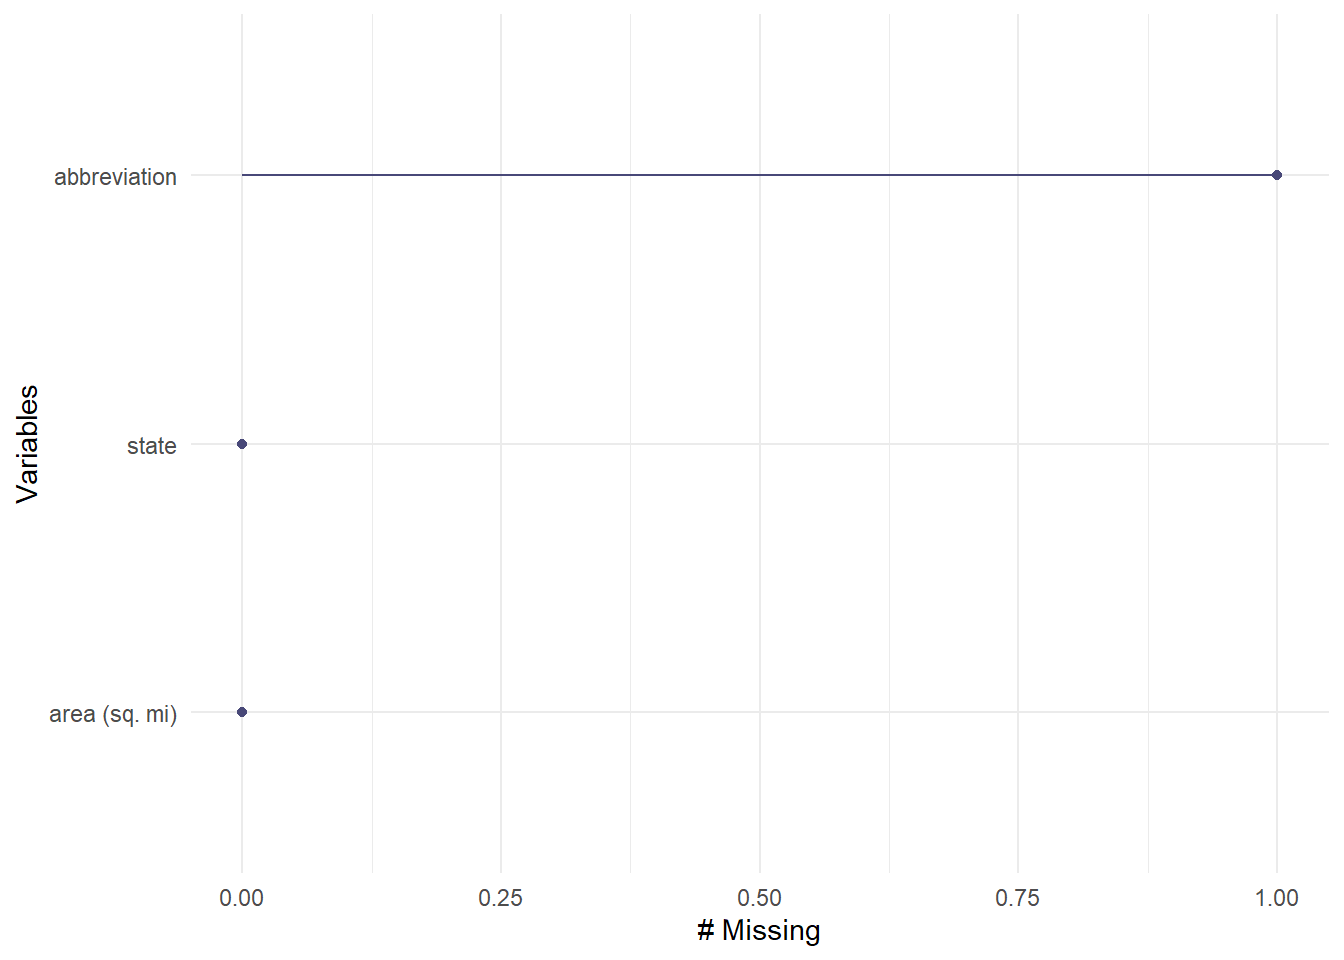 Variables
abbreviation
state
area (sq. mi)
0.00 0.25 0.50 0.75 1.00
# Missing